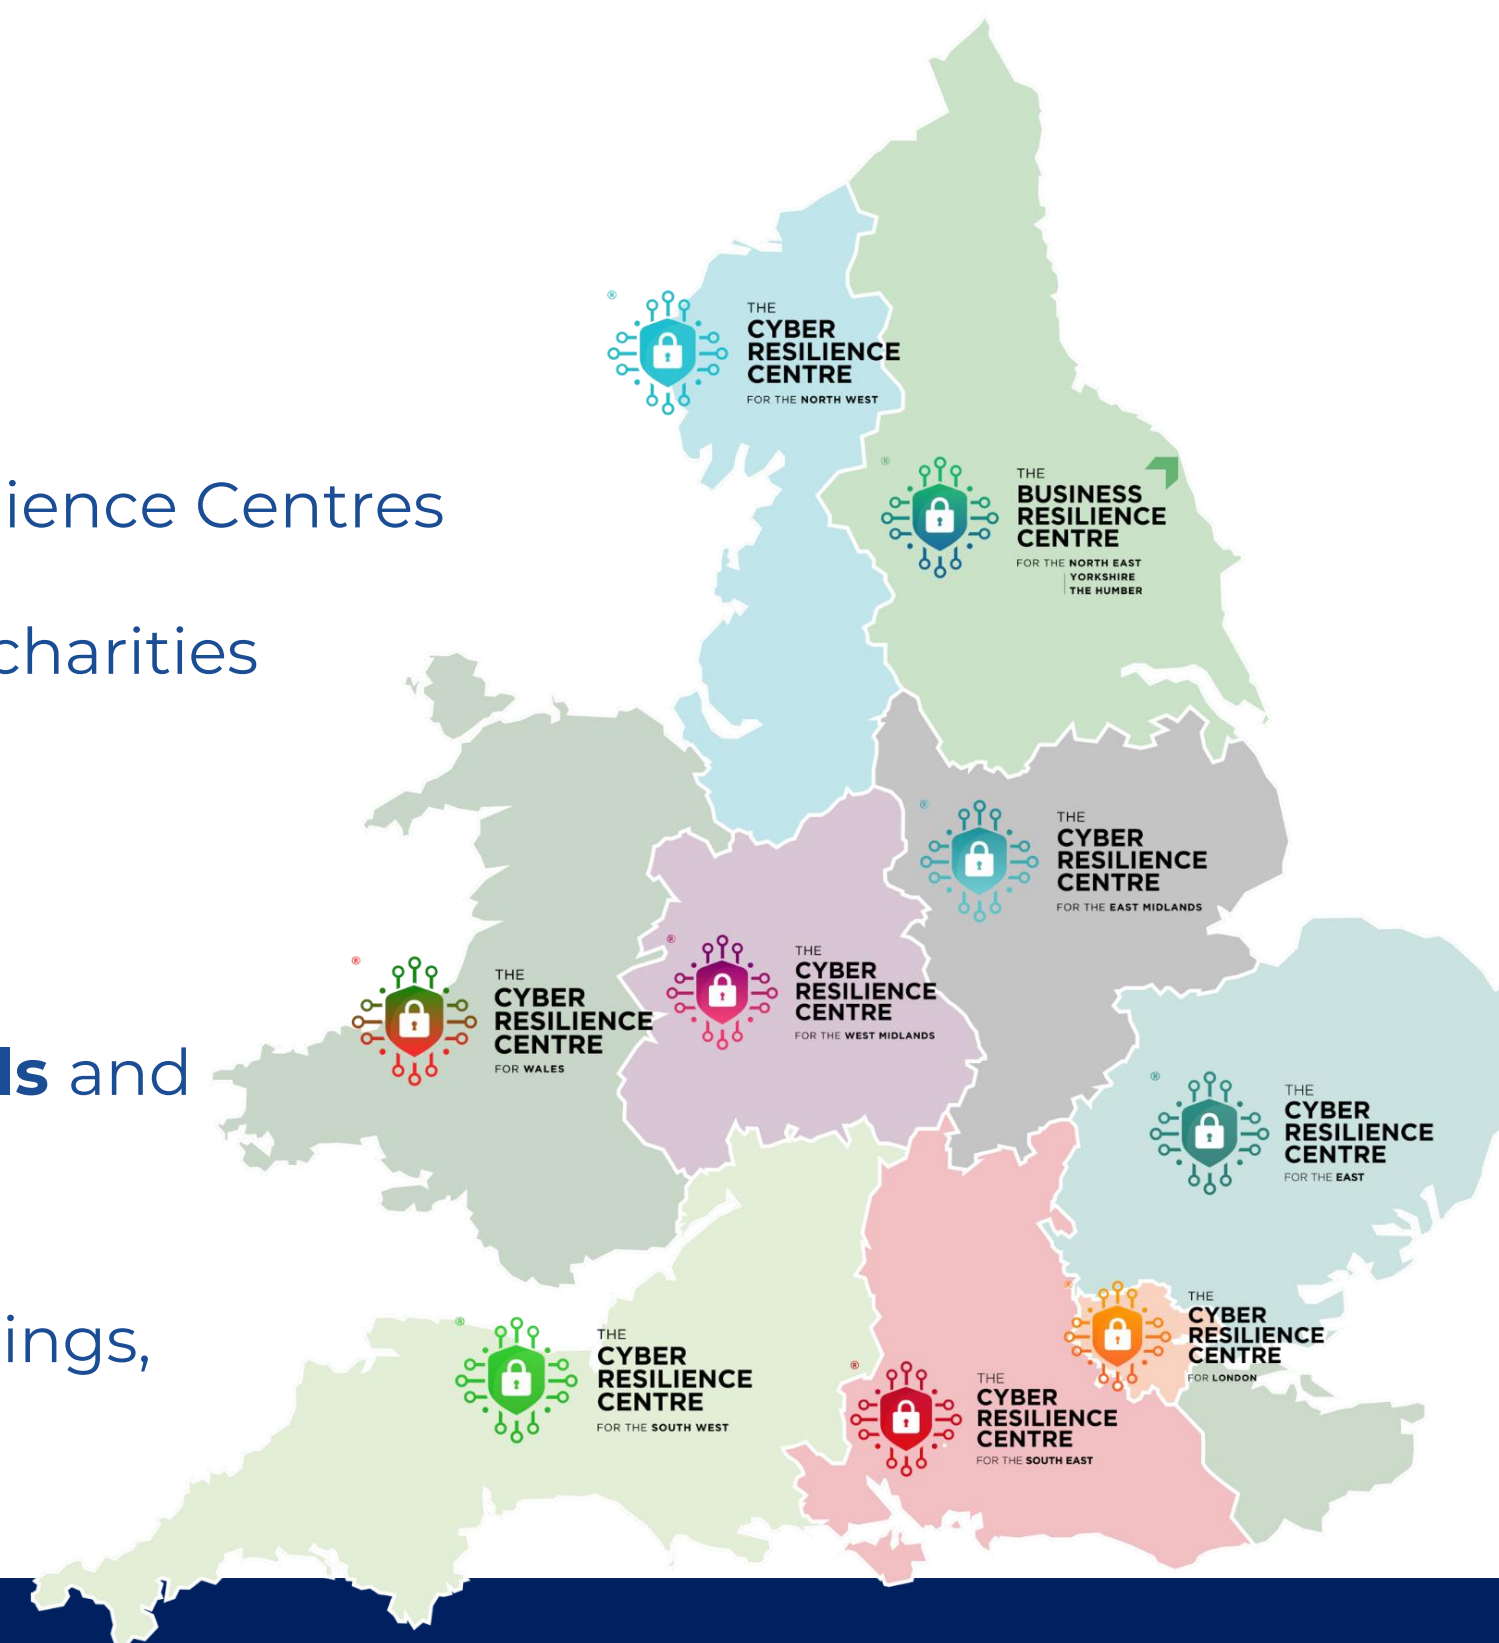 THE
CYBER
RESILIENCE
CENTRE
FOR THE NORTH WEST
THE
BUSINESS
RESILIENCE
CENTRE
FOR THE NORTH EAST
YORKSHIRE
THE HUMBER
ience Centres
charities
THE
CYBER
RESILIENCE
CENTRE
FOR THE EAST MIDLANDS
THE
CYBER
RESILIENCE
CENTRE
FOR THE WEST MIDLANDS
THE
CYBER
RESILIENCE
CENTRE
FOR WALES
ls and
THE
CYBER
RESILIENCE
CENTRE
FOR THE EAST
ings,
THE
CYBER
RESILIENCE
CENTRE
FOR LONDON
THE
CYBER
RESILIENCE
CENTRE
FOR THE SOUTH WEST
THE
CYBER
RESILIENCE
CENTRE
FOR THE SOUTH EAST